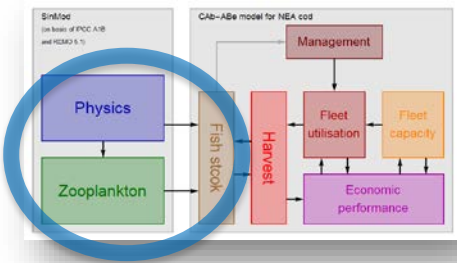 SinMod
(on basis of IPCC A1B
and RCMO 5.1)
CAb-ABe model for NEA cod
Management
Physics
Zooplankton
Fish stock
Harvest
Fleet
utilisation
Fleet
capacity
Economic
performance